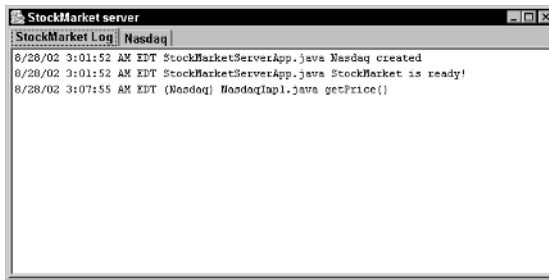 StockMarket server
StockMarket Log Nasdaq
8/28/02 3:01:52 AM EDT StockMarketServerApp.java Nasdaq created
8/28/02 3:01:52 AM EDT StockMarketServerApp.java StockMarket is ready!
8/28/02 3:07:55 AM EDT (Nasdaq) NasdaqImpl.java getPrice()